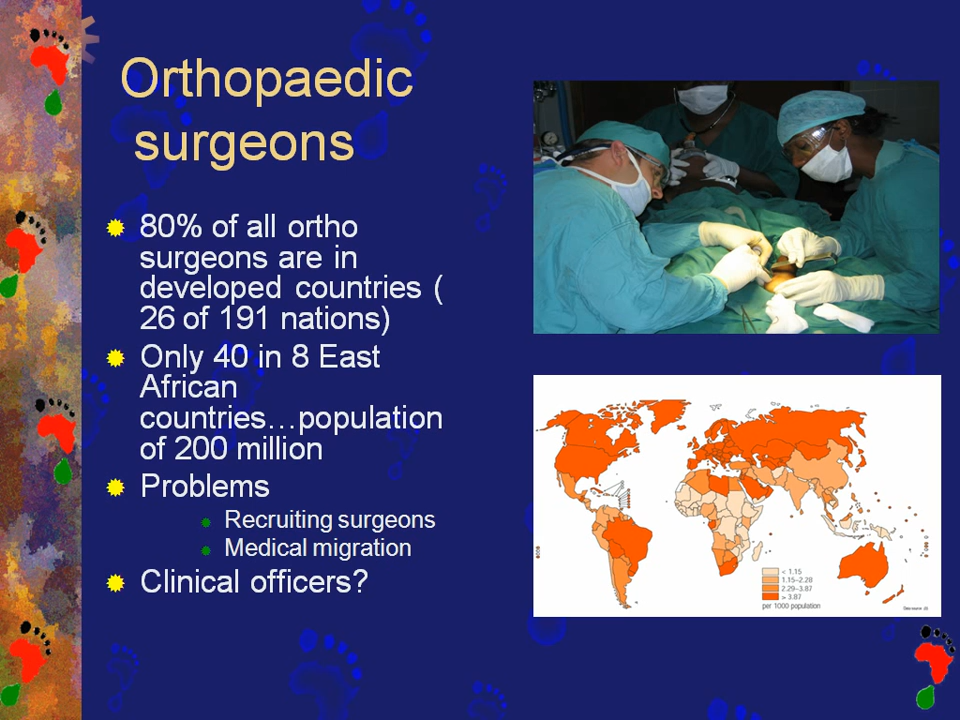 Orthopaedic
surgeons
80% of all ortho
surgeons are in
developed countries (
26 of 191 nations)
Only 40 in 8 East
African
countries…population
of 200 million
Problems
Recruiting surgeons
Medical migration
Clinical officers?
< 1.15
1.15–2.28
2.29–3.87
> 3.87
per 1000 population